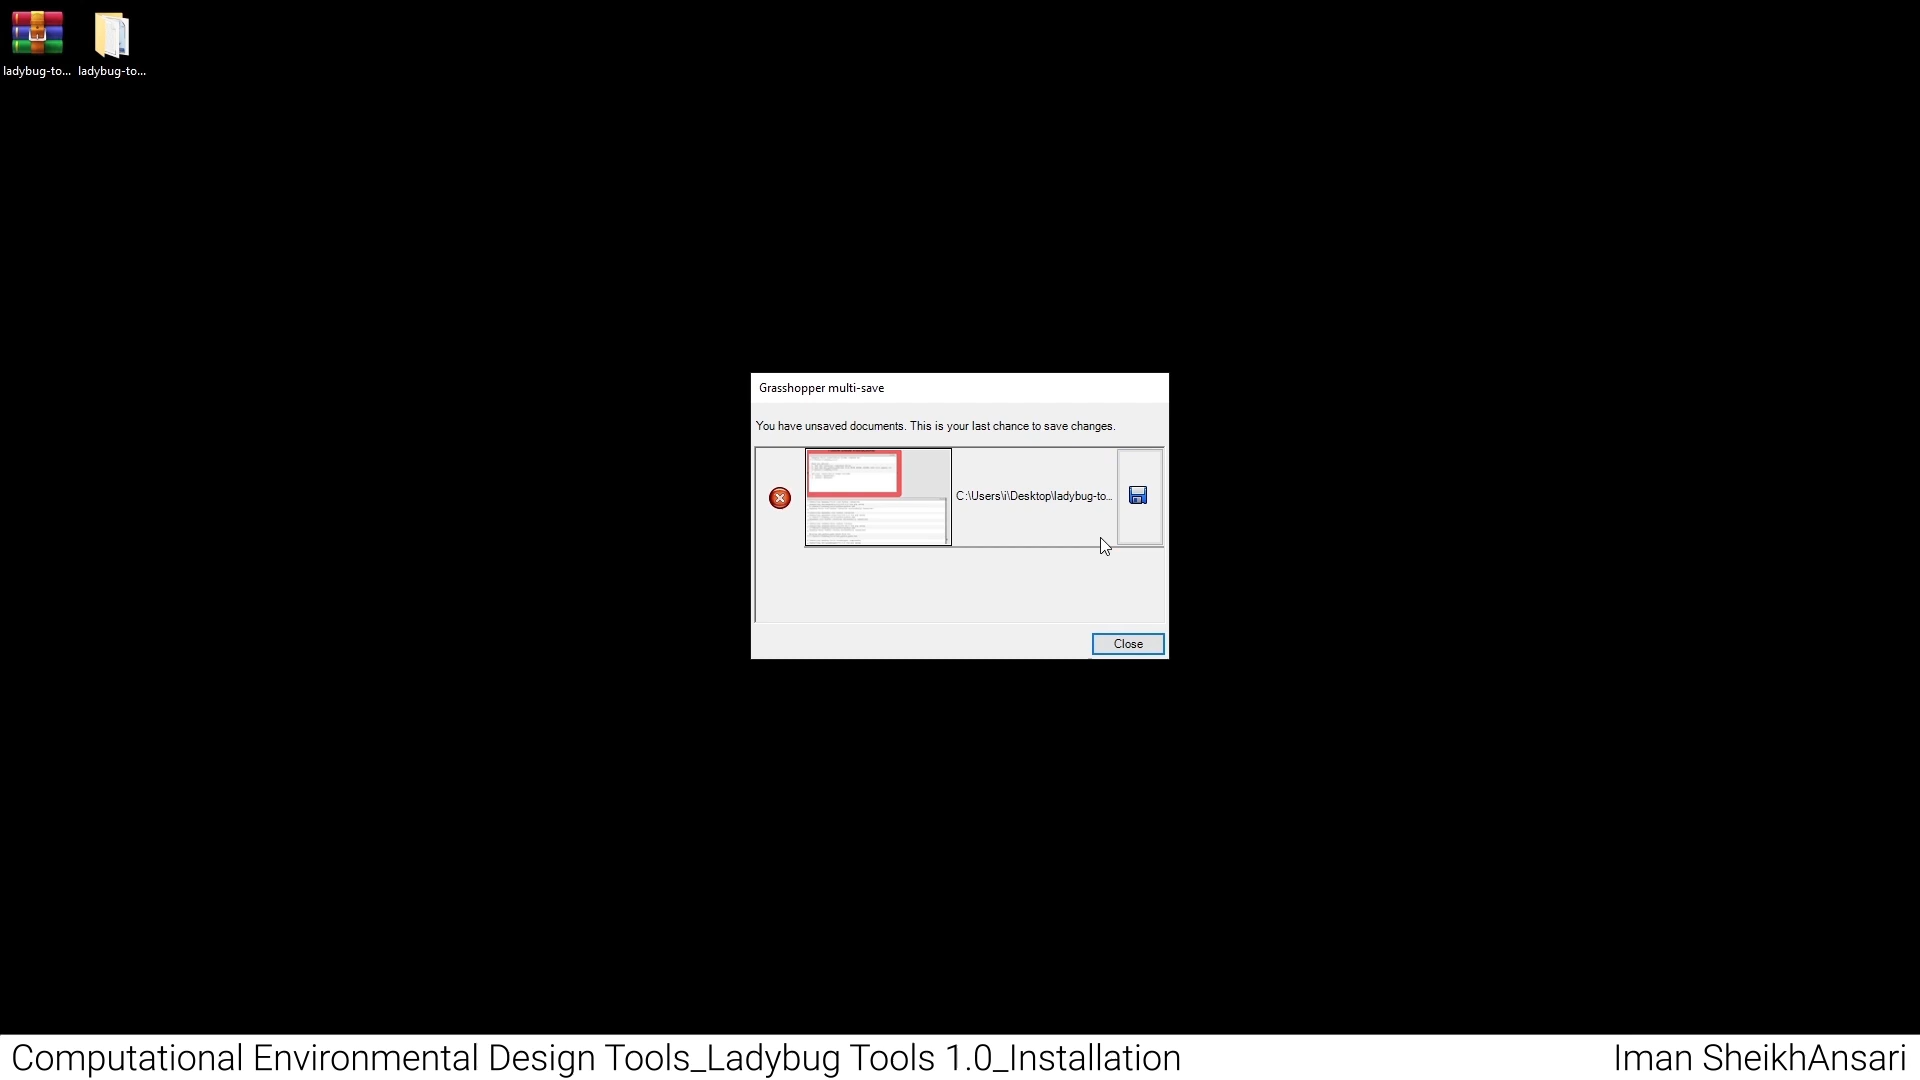 ladybug-to...
ladybug-to...
Grasshopper multi-save
You have unsaved documents. This is your last chance to save changes.
C:\Users\i\Desktop\ladybug-to...
Close
Computational Environmental Design Tools_Ladybug Tools 1.0_Installation
Iman SheikhAnsari